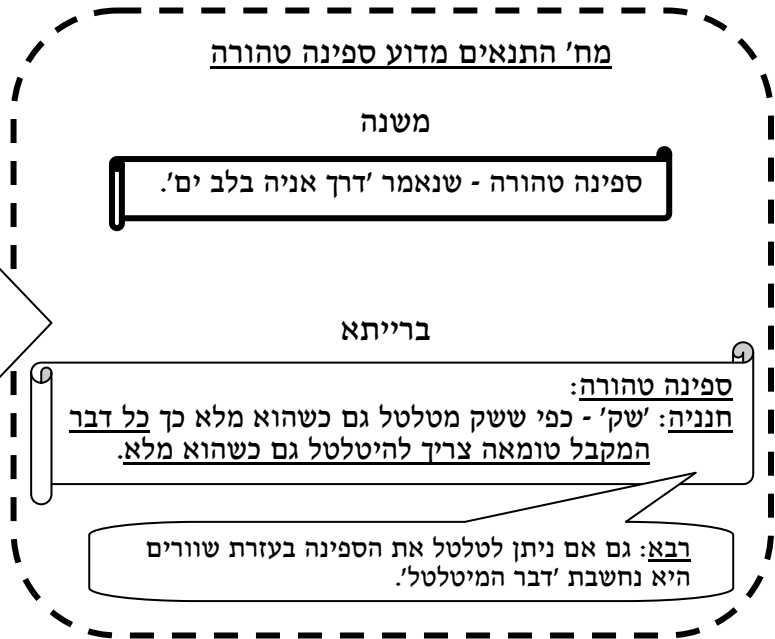 מח' התנאים מדוע ספינה טהורה
משנה
ספינה טהורה - שנאמר 'דרך אניה בלב ים'.
ברייתא
ספינה טהורה:
חנניה: 'שק' - כפי ששק מטלטל גם כשהוא מלא כך כל דבר
המקבל טומאה צריך להיטלטל גם כשהוא מלא.
רבא: גם אם ניתן לטלטל את הספינה בעזרת שוורים
היא נחשבת 'דבר המיטלטל'.